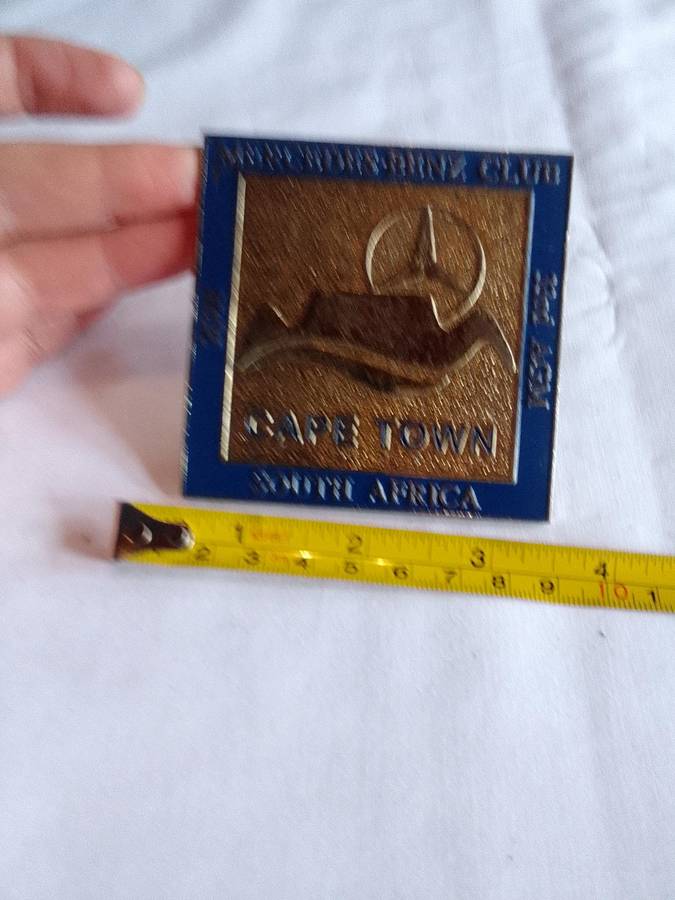 MERCEDES-BENZ CLUB
CAPE TOWN
SOUTH AFRICA
1 2 3 4
2 3 4 5 6 7 8 9 10 1